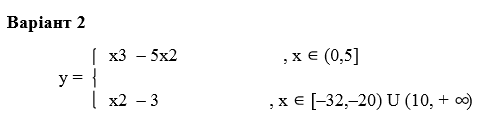 Варіант 2
⎧ x3 – 5x2 , x ∈ (0,5]
y = ⎨
⎩ x2 – 3 , x ∈ [–32,–20) U (10, + ∞)